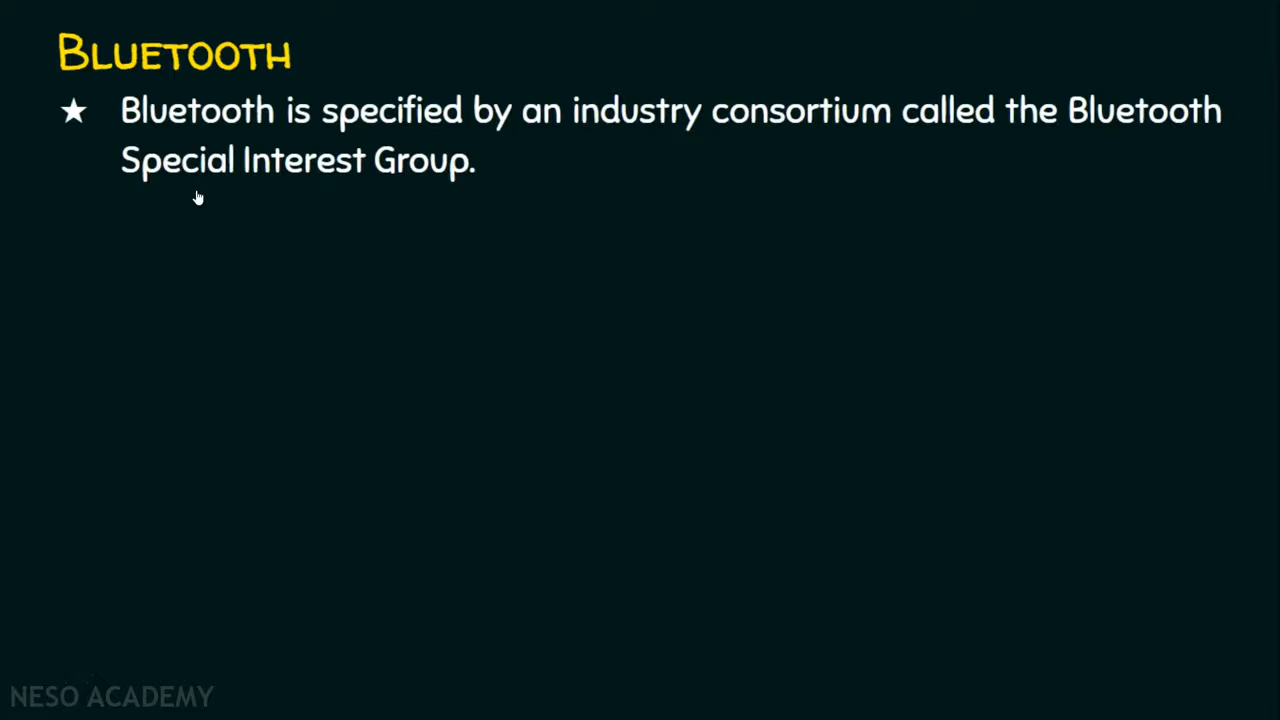 BLUETOOTH
★ Bluetooth is specified by an industry consortium called the Bluetooth
Special Interest Group.
NESO ACADEMY